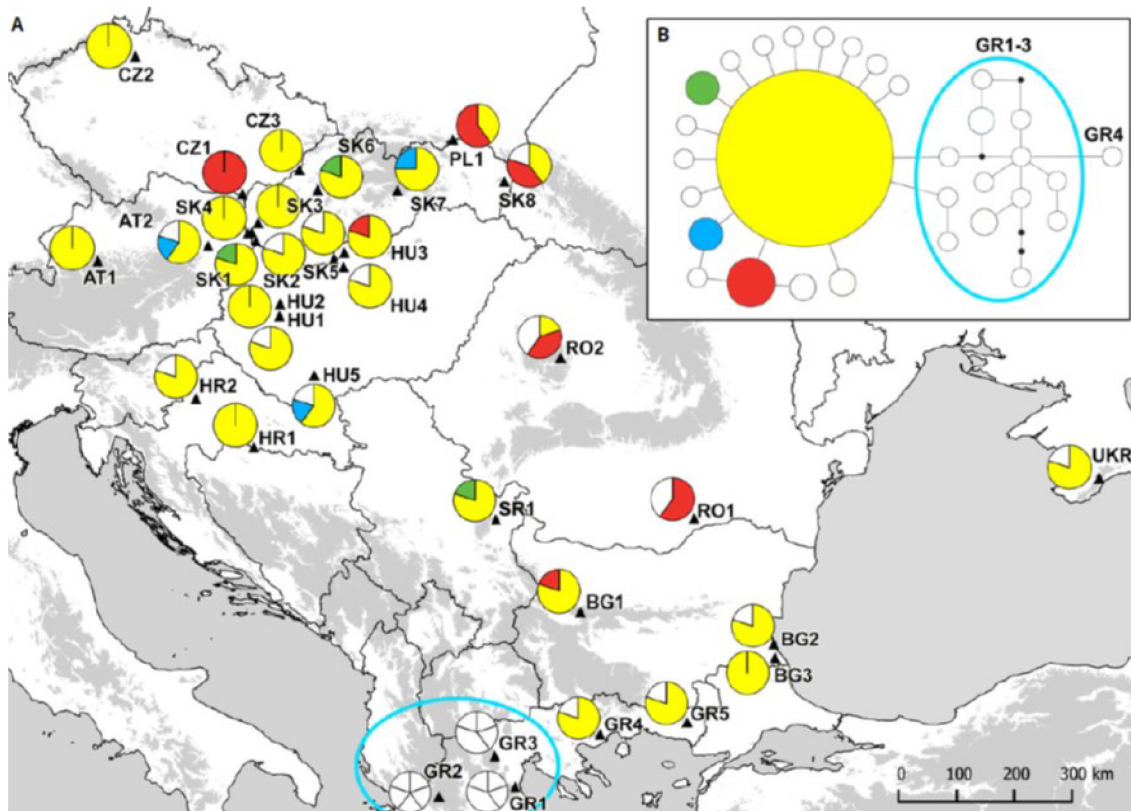 A
B
CZ2
GR1-3
GR4
CZ3
CZ1
SK6
PL1
SK4
SK3
SK7
SK8
AT2
AT1
SK1
SK2
SK5
HU3
HU4
HU2
HU1
RO2
HR2
HU5
HR1
UKR
SR1
RO1
BG1
BG2
BG3
GR4
GR5
GR3
GR2
GR1
0 100 200 300 km